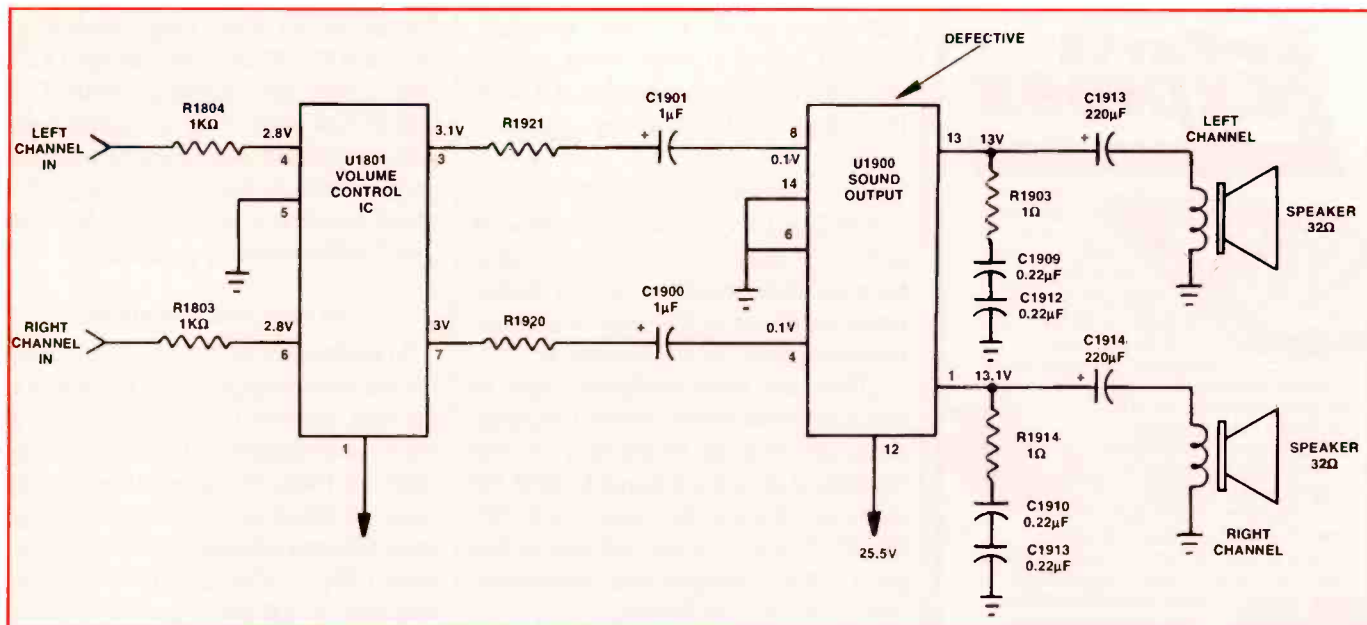 DEFECTIVE
LEFT
CHANNEL
IN
R1804
1KΩ
2.8V
4
5
R1803
1KΩ
RIGHT
CHANNEL
IN
2.8V
6
U1801
VOLUME
CONTROL
IC
1
3.1V
3
R1921
C1901
1µF
+
8
0.1V
14
6
3V
7
R1920
C1900
1µF
+
0.1V
4
U1900
SOUND
OUTPUT
12
25.5V
13
13V
R1903
1Ω
C1909
0.22µF
C1912
0.22µF
C1913
220µF
+
LEFT
CHANNEL
SPEAKER
32Ω
1
13.1V
R1914
1Ω
C1910
0.22µF
C1913
0.22µF
C1914
220µF
+
SPEAKER
32Ω
RIGHT
CHANNEL